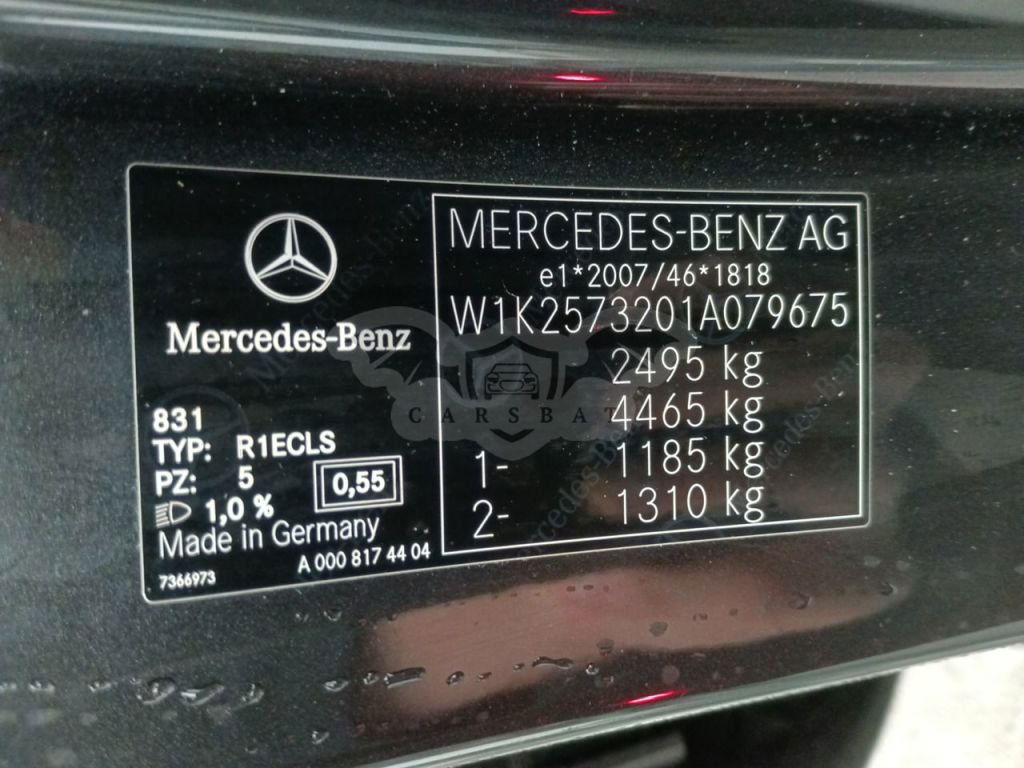 Mercedes-Benz
831
TYP: R1ECLS
PZ: 5
0,55
1,0 %
Made in Germany
A 000 817 44 04
7366973
MERCEDES-BENZ AG
e1*2007/46*1818
W1K2573201A079675
2495 kg
4465 kg
1- 1185 kg
2- 1310 kg
CARSBAT